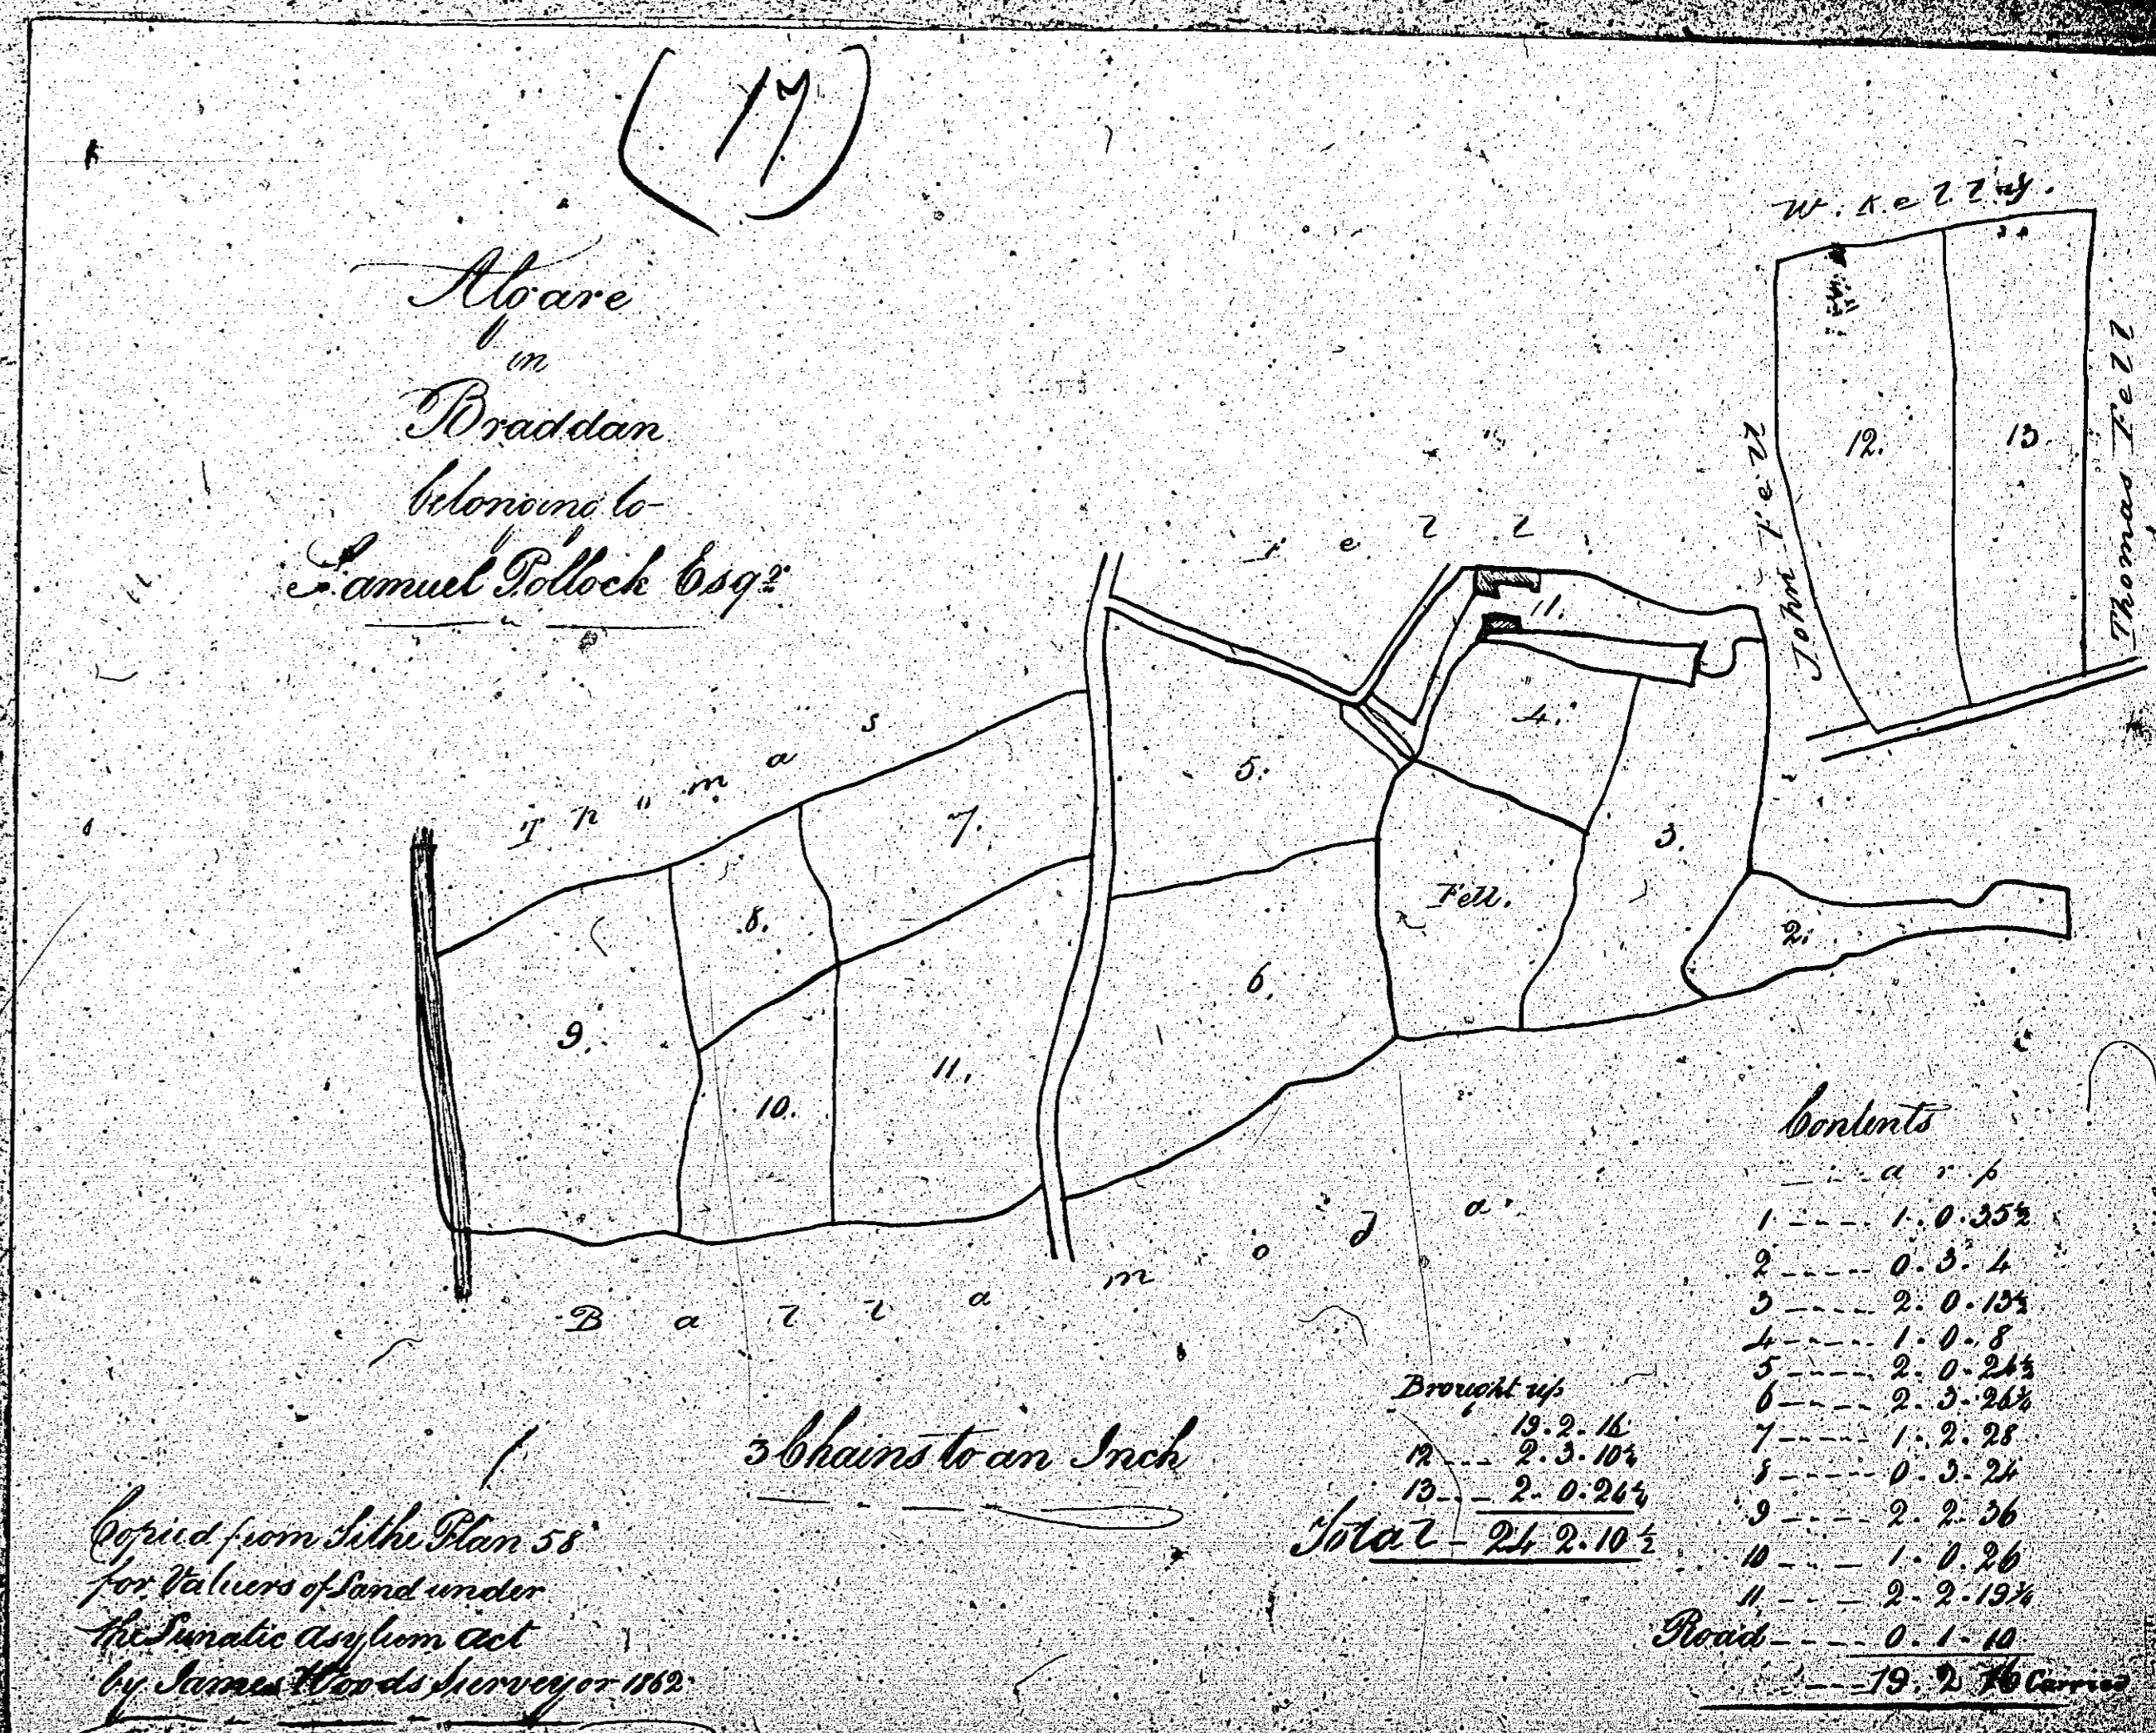 (17)
Algare
in
Braddan
belonging to
Samuel Pollock Esqr
W. Kelly.
John Fell
Thomas Fell
12.
13.
Fell
11.
4.
5.
Thomas
7.
3.
8.
Fell.
2.
6.
9.
11.
10.
Ballamoda
3 Chains to an Inch
Copied from Tithe Plan 58
for Valuers of Land under
the Lunatic Asylum Act
by James Woods Surveyor 1862
Contents
a r p
1 ---- 1. 0. 35½
2 ---- 0. 3. 4
3 ---- 2. 0. 13½
4 ---- 1. 0. 8
5 ---- 2. 0. 24½
6 ---- 2. 3. 26¼
7 ---- 1. 2. 28
8 ---- 0. 3. 24
9 ---- 2. 2. 36
10 ---- 1. 0. 26
11 ---- 2. 2. 19¼
Road ---- 0. 1. 10
---- 19. 2 16 Carried
Brought up
19. 2. 16
12 --- 2. 3. 10¼
13 --- 2. 0. 24¼
Total - 24 2. 10½